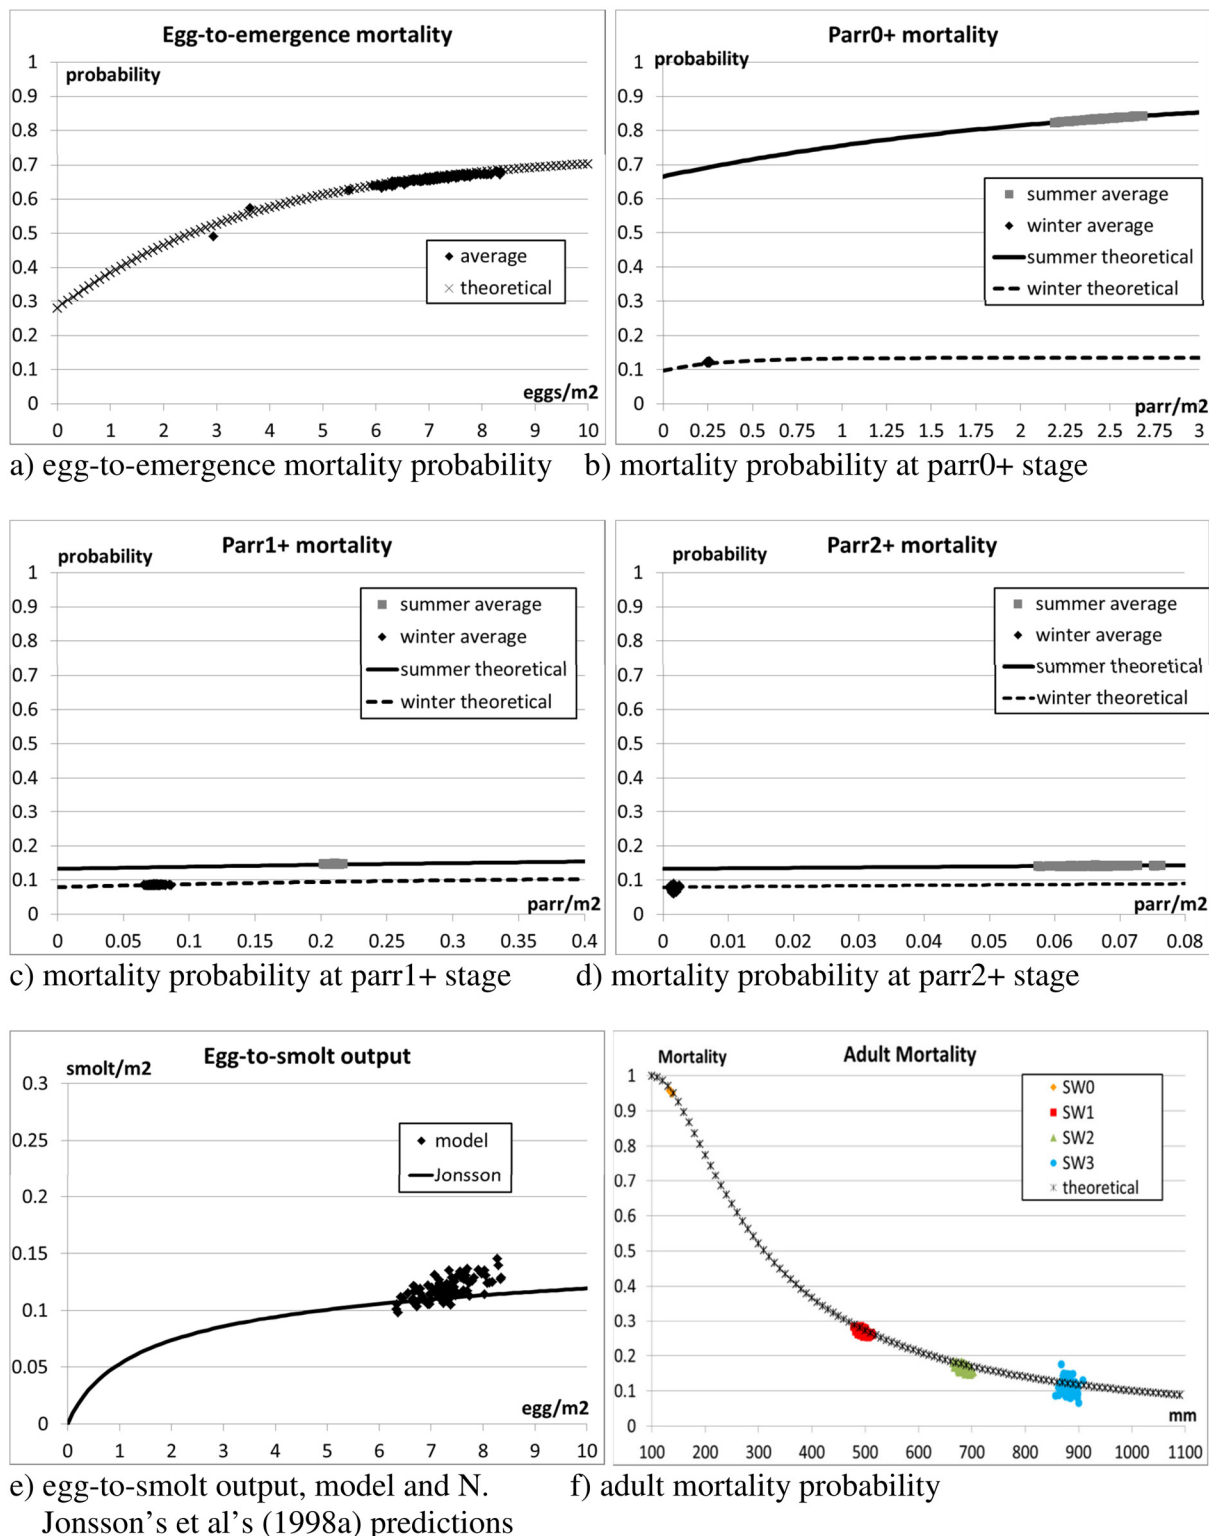 Egg-to-emergence mortality
probability
1
0.9
0.8
0.7
0.6
0.5
0.4
0.3
0.2
0.1
0
average
theoretical
eggs/m2
0 1 2 3 4 5 6 7 8 9 10
a) egg-to-emergence mortality probability
Parr0+ mortality
probability
1
0.9
0.8
0.7
0.6
0.5
0.4
0.3
0.2
0.1
0
summer average
winter average
summer theoretical
winter theoretical
parr/m2
0 0.25 0.5 0.75 1 1.25 1.5 1.75 2 2.25 2.5 2.75 3
b) mortality probability at parr0+ stage
Parr1+ mortality
probability
1
0.9
0.8
0.7
0.6
0.5
0.4
0.3
0.2
0.1
0
summer average
winter average
summer theoretical
winter theoretical
parr/m2
0 0.05 0.1 0.15 0.2 0.25 0.3 0.35 0.4
c) mortality probability at parr1+ stage
Parr2+ mortality
probability
1
0.9
0.8
0.7
0.6
0.5
0.4
0.3
0.2
0.1
0
summer average
winter average
summer theoretical
winter theoretical
parr/m2
0 0.01 0.02 0.03 0.04 0.05 0.06 0.07 0.08
d) mortality probability at parr2+ stage
Egg-to-smolt output
smolt/m2
0.3
0.25
0.2
0.15
0.1
0.05
0
model
Jonsson
egg/m2
0 1 2 3 4 5 6 7 8 9 10
e) egg-to-smolt output, model and N.
Jonsson's et al's (1998a) predictions
Adult Mortality
Mortality
1
0.9
0.8
0.7
0.6
0.5
0.4
0.3
0.2
0.1
0
SW0
SW1
SW2
SW3
theoretical
mm
100 200 300 400 500 600 700 800 900 1000 1100
f) adult mortality probability